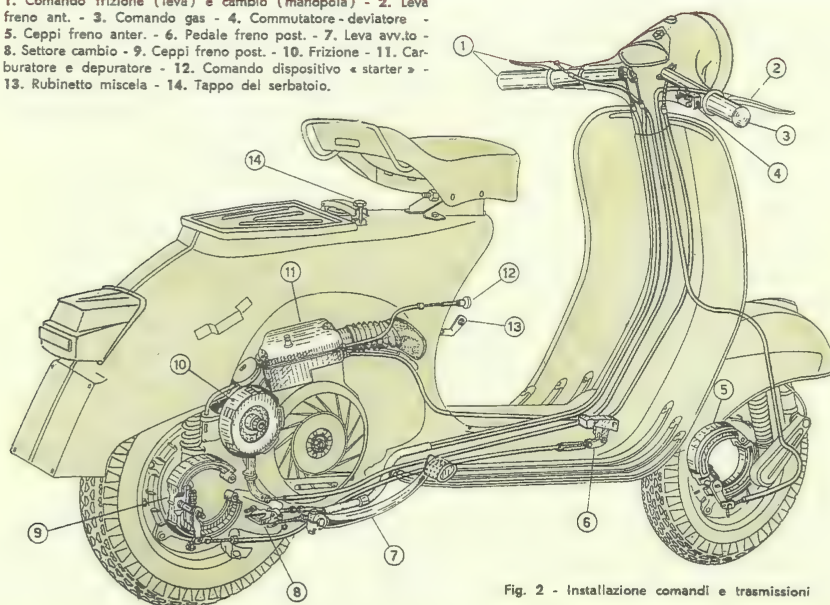 1. Comando frizione (leva) e cambio (manopola) - 2. Leva
freno ant. - 3. Comando gas - 4. Commutatore-deviatore -
5. Ceppi freno anter. - 6. Pedale freno post. - 7. Leva avv.to -
8. Settore cambio - 9. Ceppi freno post. - 10. Frizione - 11. Car-
buratore e depuratore - 12. Comando dispositivo « starter » -
13. Rubinetto miscela - 14. Tappo del serbatoio.
1
2
3
4
14
11
12
13
10
5
9
6
7
8
Fig. 2 - Installazione comandi e trasmissioni